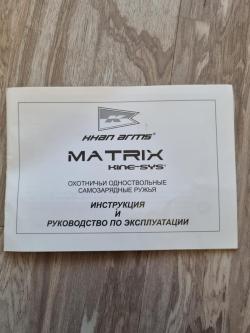 KHAN ARMS®
MATRIX
KINE-SYS®
ОХОТНИЧЬИ ОДНОСТВОЛЬНЫЕ
САМОЗАРЯДНЫЕ РУЖЬЯ
ИНСТРУКЦИЯ
И
РУКОВОДСТВО ПО ЭКСПЛУАТАЦИИ